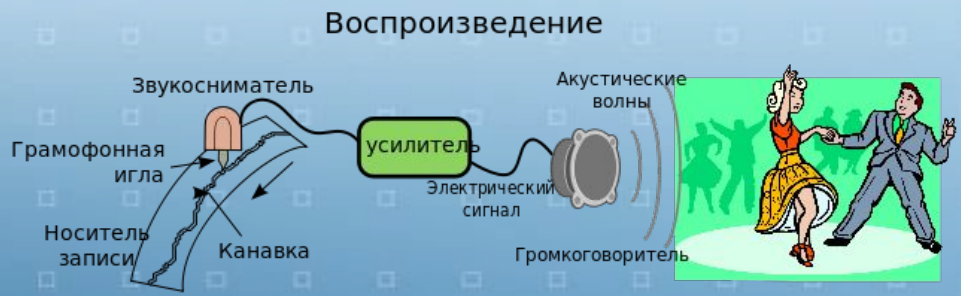 Воспроизведение
Звукосниматель
Акустические
волны
Грамофонная
игла
усилитель
Электрический
сигнал
Носитель
записи
Канавка
Громкоговоритель